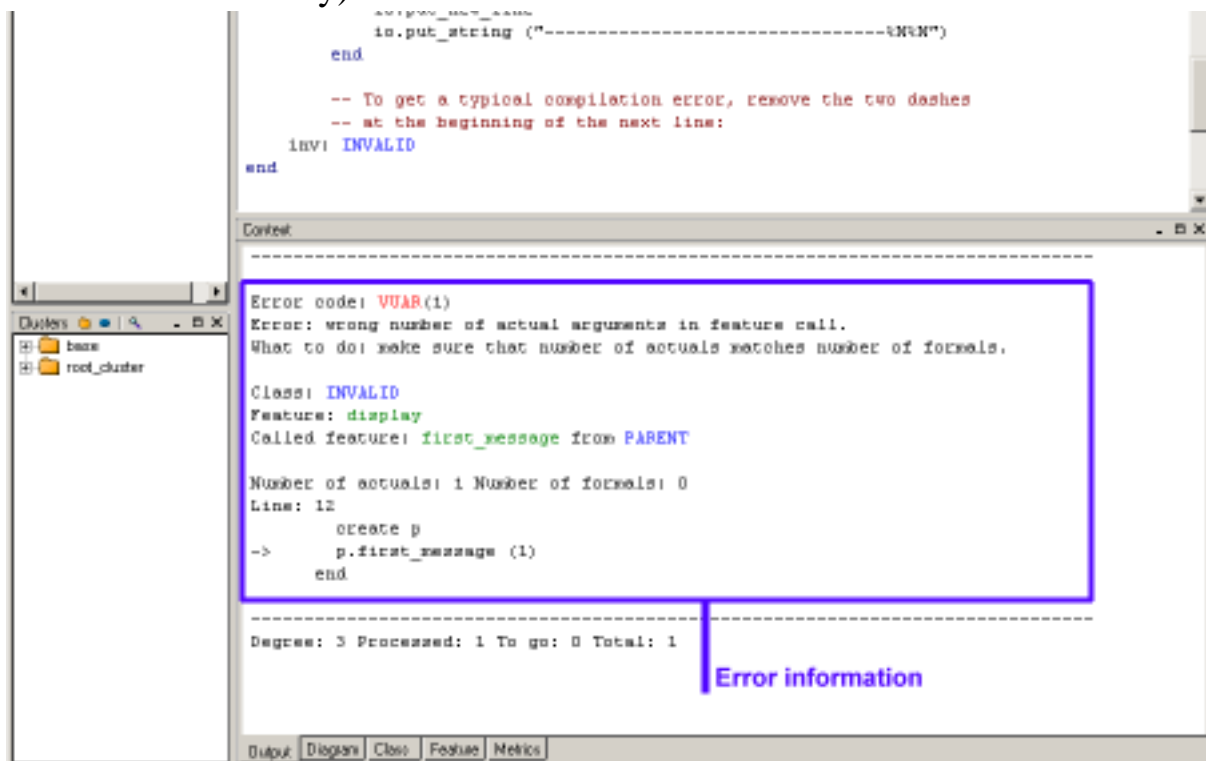 io.put_new_line
io.put_string ("--------------------------------%N%N")
end
-- To get a typical compilation error, remove the two dashes
-- at the beginning of the next line:
inv: INVALID
end
Context
Error code: VUAR(1)
Error: wrong number of actual arguments in feature call.
What to do: make sure that number of actuals matches number of formals.
Class: INVALID
Feature: display
Called feature: first_message from PARENT
Number of actuals: 1 Number of formals: 0
Line: 12
create p
-> p.first_message (1)
end
Degree: 3 Processed: 1 To go: 0 Total: 1
Error information
Clusters
base
root_cluster
Output Diagram Class Feature Metrics